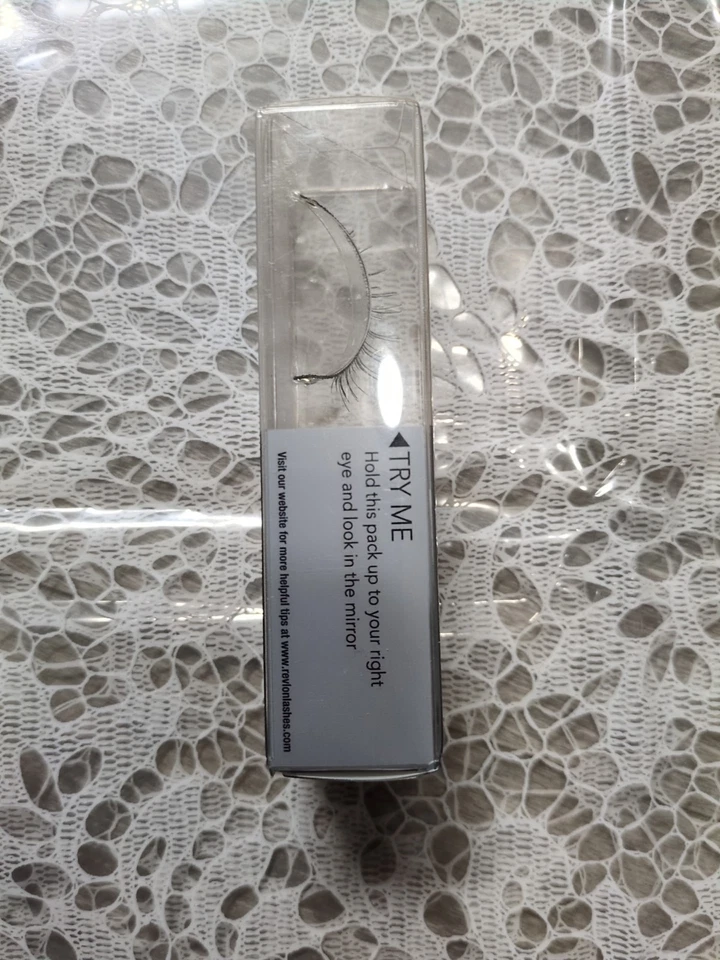 TRY ME
Hold this pack up to your right
eye and look in the mirror
Visit our website for more helpful tips at www.revlonlashes.com